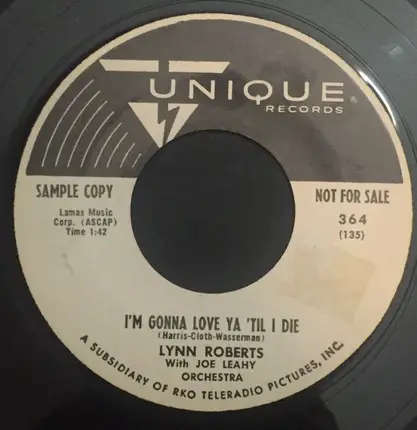 UNIQUE®
RECORDS
SAMPLE COPY
Lamas Music
Corp. (ASCAP)
Time 1:42
NOT FOR SALE
364
(135)
I'M GONNA LOVE YA 'TIL I DIE
(Harris-Cloth-Wasserman)
LYNN ROBERTS
With JOE LEAHY
ORCHESTRA
A SUBSIDIARY OF RKO TELERADIO PICTURES, INC.